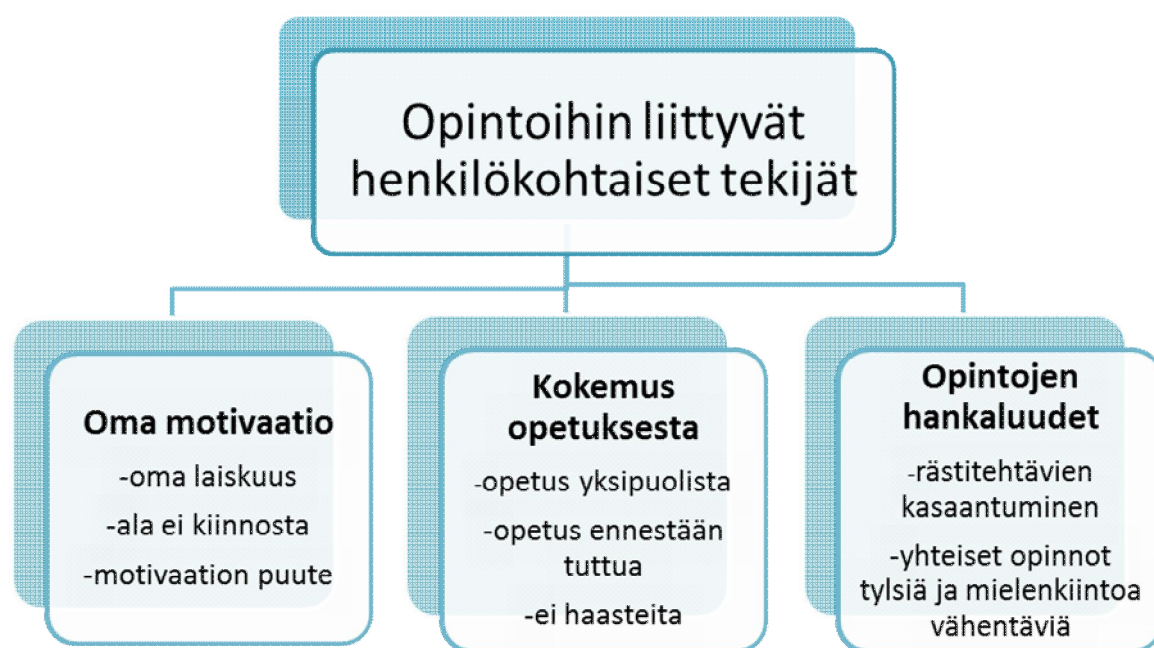 Opintoihin liittyvät
henkilökohtaiset tekijät
Oma motivaatio
-oma laiskuus
-ala ei kiinnosta
-motivaation puute
Kokemus
opetuksesta
-opetus yksipuolista
-opetus ennestään
tuttua
-ei haasteita
Opintojen
hankaluudet
-rästitehtävien
kasaantuminen
-yhteiset opinnot
tylsiä ja mielenkiintoa
vähentäviä